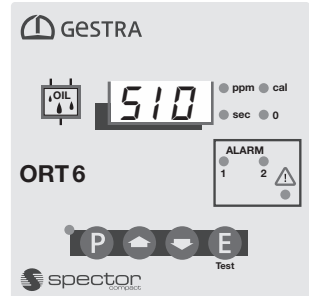 GESTRA
OIL
510
ppm cal
sec 0
ALARM
1 2
ORT 6
P E
Test
spector
compact